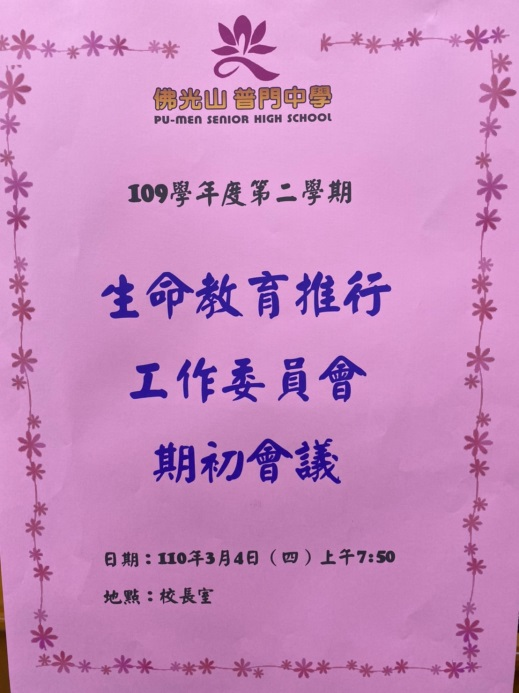 佛光山 普門中學
PU-MEN SENIOR HIGH SCHOOL
109學年度第二學期
生命教育推行
工作委員會
期初會議
日期：110年3月4日（四）上午7:50
地點：校長室